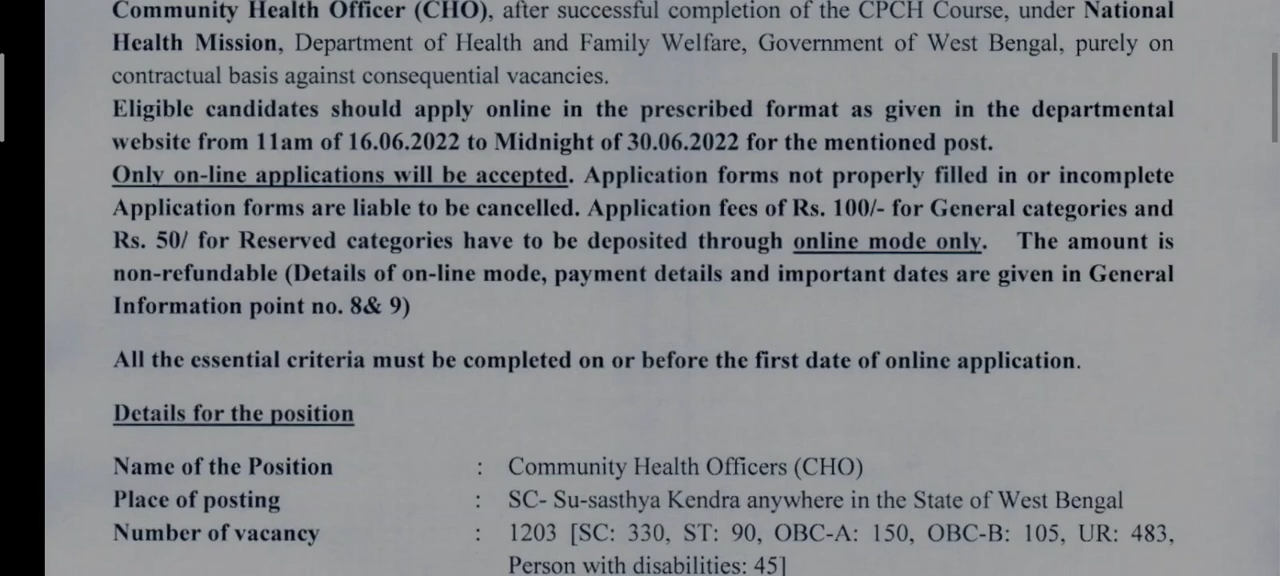 Community Health Officer (CHO), after successful completion of the CPCH Course, under National
Health Mission, Department of Health and Family Welfare, Government of West Bengal, purely on
contractual basis against consequential vacancies.
Eligible candidates should apply online in the prescribed format as given in the departmental
website from 11am of 16.06.2022 to Midnight of 30.06.2022 for the mentioned post.
Only on-line applications will be accepted. Application forms not properly filled in or incomplete
Application forms are liable to be cancelled. Application fees of Rs. 100/- for General categories and
Rs. 50/ for Reserved categories have to be deposited through online mode only. The amount is
non-refundable (Details of on-line mode, payment details and important dates are given in General
Information point no. 8& 9)
All the essential criteria must be completed on or before the first date of online application.
Details for the position
Name of the Position : Community Health Officers (CHO)
Place of posting : SC- Su-sasthya Kendra anywhere in the State of West Bengal
Number of vacancy : 1203 [SC: 330, ST: 90, OBC-A: 150, OBC-B: 105, UR: 483,
Person with disabilities: 45]